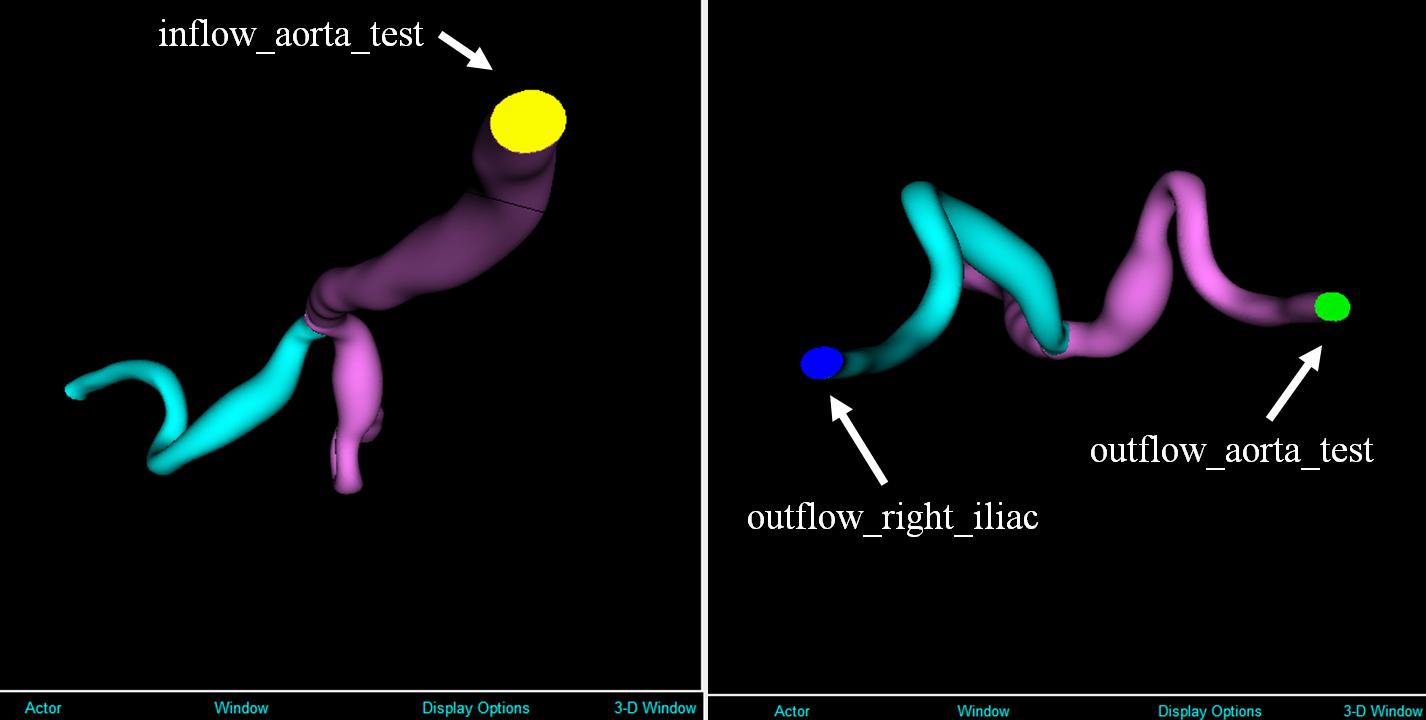 inflow_aorta_test
outflow_aorta_test
outflow_right_iliac
Actor Window Display Options 3-D Window
Actor Window Display Options 3-D Window